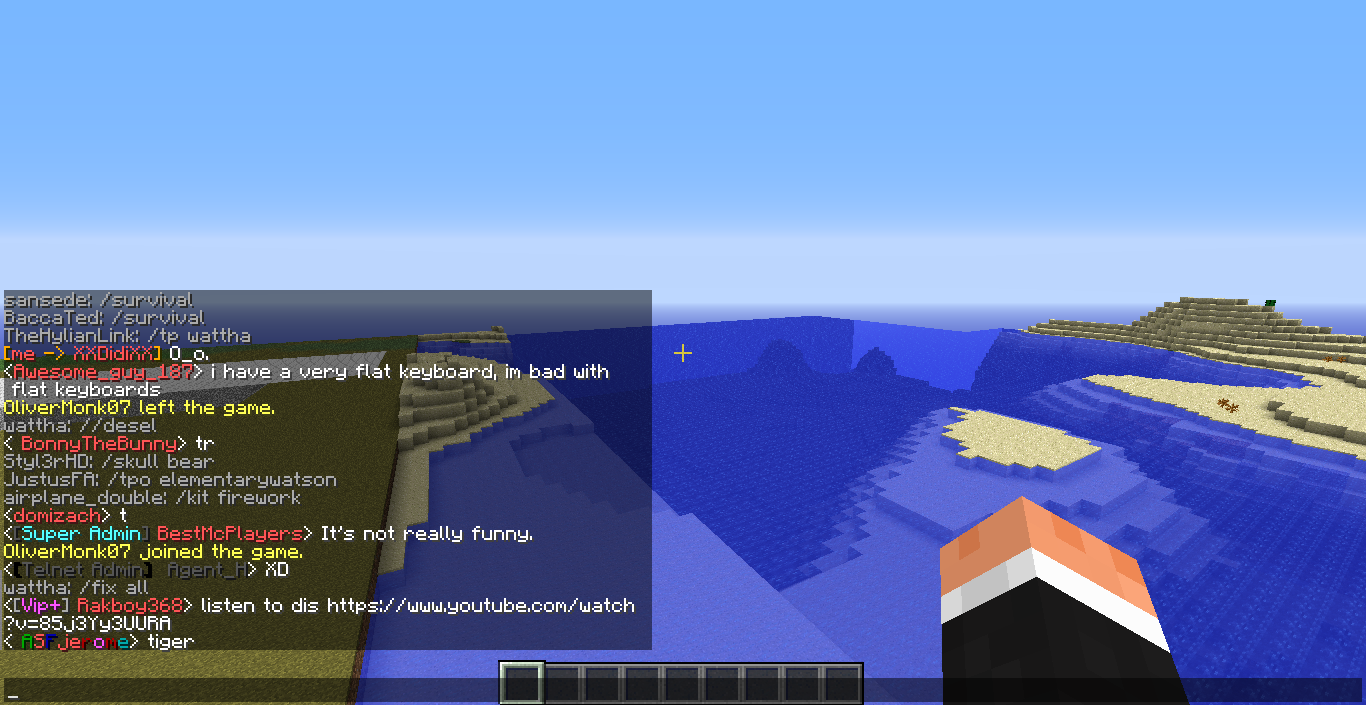 sansede: /survival
BaccaTed: /survival
TheHylianLink: /tp wattha
[me -> XXDidiXX] O_o.
<Awesome_guy_187> i have a very flat keyboard, im bad with
flat keyboards
OliverMonk07 left the game.
wattha: //desel
< BonnyTheBunny> tr
Styl3rHD: /skull bear
JustusFA: /tpo elementarywatson
airplane_double: /kit firework
<domizach> t
<[Super Admin] BestMcPlayers> It's not really funny.
OliverMonk07 joined the game.
<[Telnet Admin] Agent_H> XD
wattha: /fix all
<[Vip+] Rakboy368> listen to dis https://www.youtube.com/watch
?v=85j3Yy3UURA
< ASFjerome> tiger
_